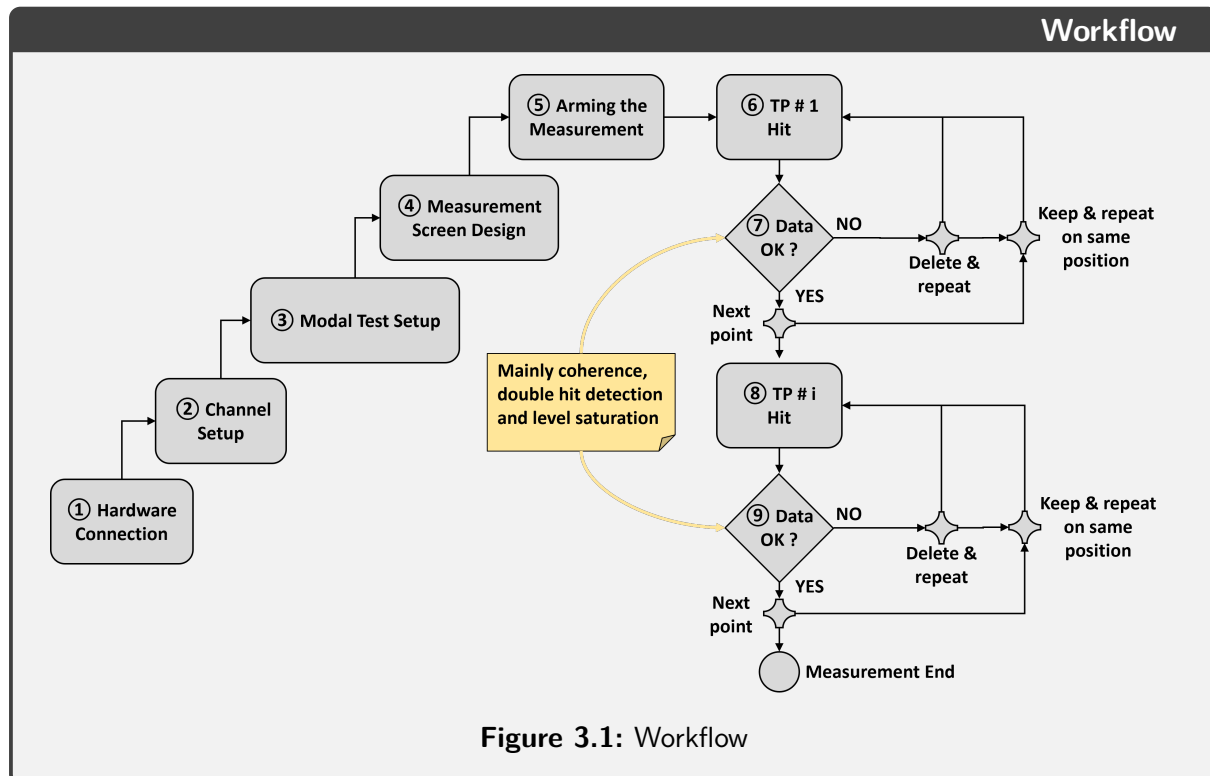 Workflow
① Hardware
Connection
② Channel
Setup
③ Modal Test Setup
④ Measurement
Screen Design
⑤ Arming the
Measurement
⑥ TP # 1
Hit
⑦ Data
OK ?
NO
Delete &
repeat
Keep & repeat
on same
position
YES
Next
point
Mainly coherence,
double hit detection
and level saturation
⑧ TP # i
Hit
⑨ Data
OK ?
NO
Delete &
repeat
Keep & repeat
on same
position
YES
Next
point
Measurement End
Figure 3.1: Workflow